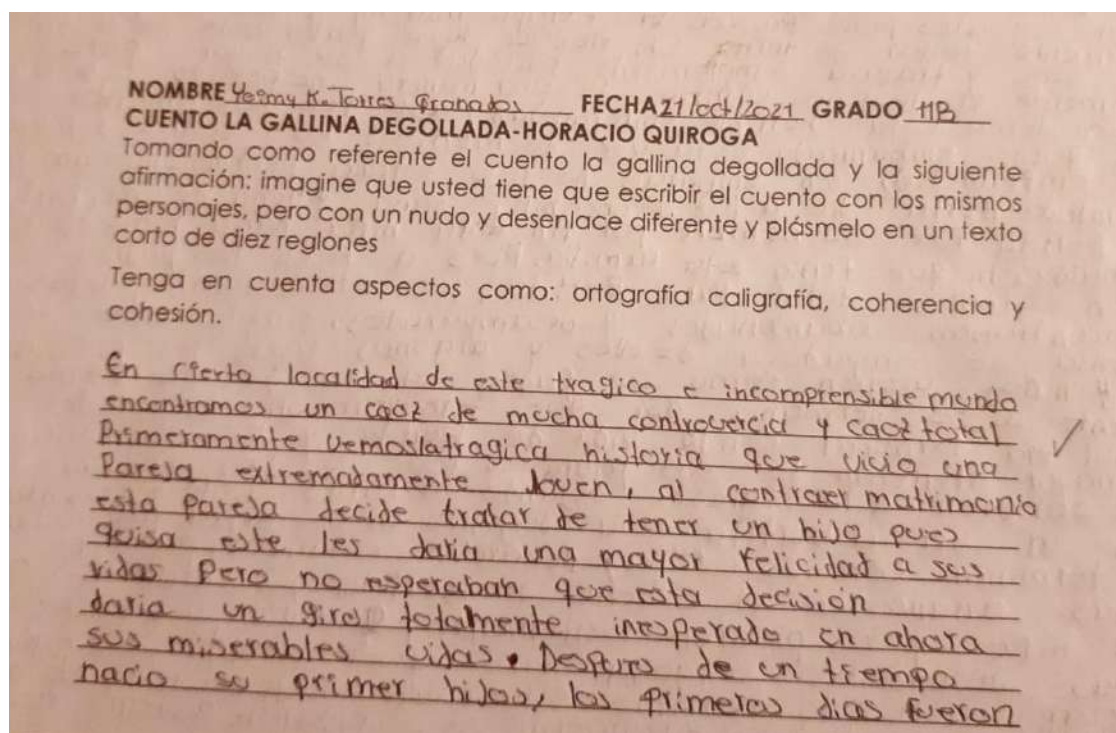 NOMBRE Yeimy K. Torres Granados FECHA 21/oct/2021 GRADO 11B
CUENTO LA GALLINA DEGOLLADA-HORACIO QUIROGA
Tomando como referente el cuento la gallina degollada y la siguiente
afirmación: imagine que usted tiene que escribir el cuento con los mismos
personajes, pero con un nudo y desenlace diferente y plásmelo en un texto
corto de diez reglones
Tenga en cuenta aspectos como: ortografía caligrafía, coherencia y
cohesión.
En cierta localidad de este tragico e incomprensible mundo
encontramos un caoz de mucha controvercia y caoz total
Primeramente vemos la tragica historia que vivio una
Pareja extremadamente Joven, al contraer matrimonio
esta Pareja decide tratar de tener un hijo pues
quisa este les daria una mayor felicidad a sus
vidas Pero no esperaban que esta decisión
daria un giro totalmente inesperado en ahora
sus miserables vidas. Despues de un tiempo
nacio su primer hijos, los primeros dias fueron